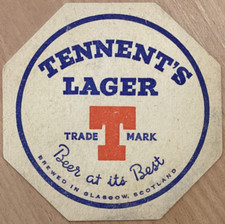 TENNENT'S
LAGER
T
TRADE MARK
Beer at its Best
BREWED IN GLASGOW, SCOTLAND